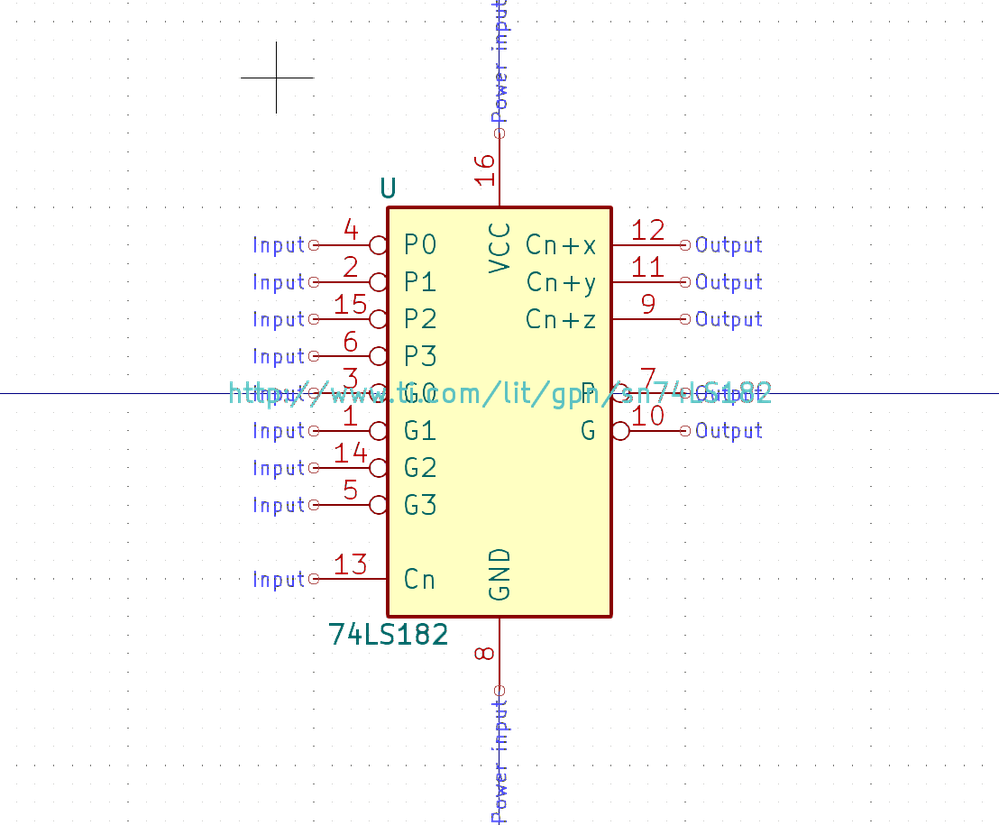 Power input
16
U
VCC
Input 4 P0 Cn+x 12 Output
Input 2 P1 Cn+y 11 Output
Input 15 P2 Cn+z 9 Output
Input 6 P3
Input 3 G0 P 7 Output
http://www.ti.com/lit/gpn/sn74LS182
Input 1 G1 G 10 Output
Input 14 G2
Input 5 G3
Input 13 Cn
GND
74LS182
8
Power input